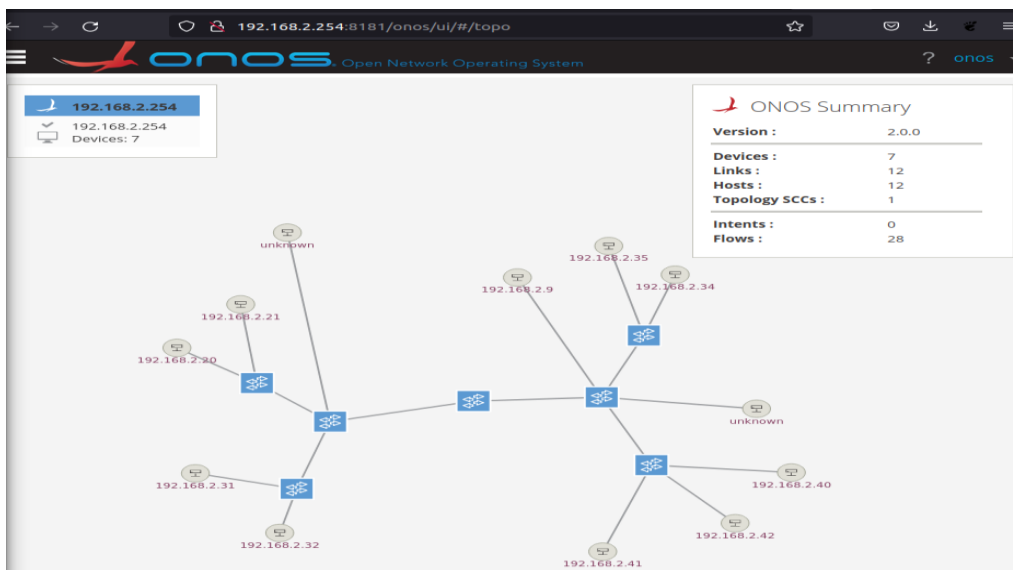 192.168.2.254:8181/onos/ui/#/topo
onos. Open Network Operating System
? onos
192.168.2.254
192.168.2.254
Devices: 7
ONOS Summary
Version : 2.0.0
Devices : 7
Links : 12
Hosts : 12
Topology SCCs : 1
Intents : 0
Flows : 28
unknown
192.168.2.35
192.168.2.9
192.168.2.34
192.168.2.21
192.168.2.20
unknown
192.168.2.31
192.168.2.40
192.168.2.32
192.168.2.42
192.168.2.41